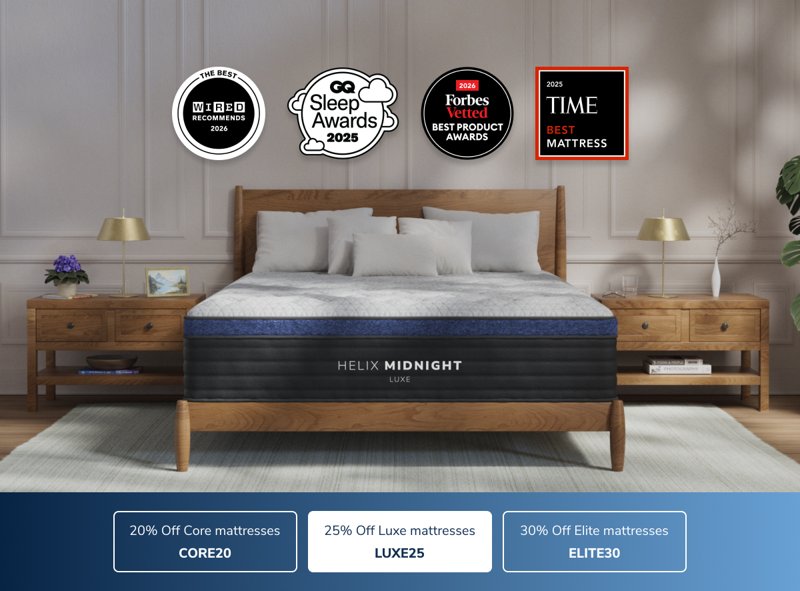 THE BEST
WIRED
RECOMMENDS
2026
GQ
Sleep
Awards
2025
2026
Forbes
Vetted
BEST PRODUCT
AWARDS
2025
TIME
BEST
MATTRESS
HELIX MIDNIGHT
LUXE
PHOTOGRAPHY
20% Off Core mattresses
CORE20
25% Off Luxe mattresses
LUXE25
30% Off Elite mattresses
ELITE30